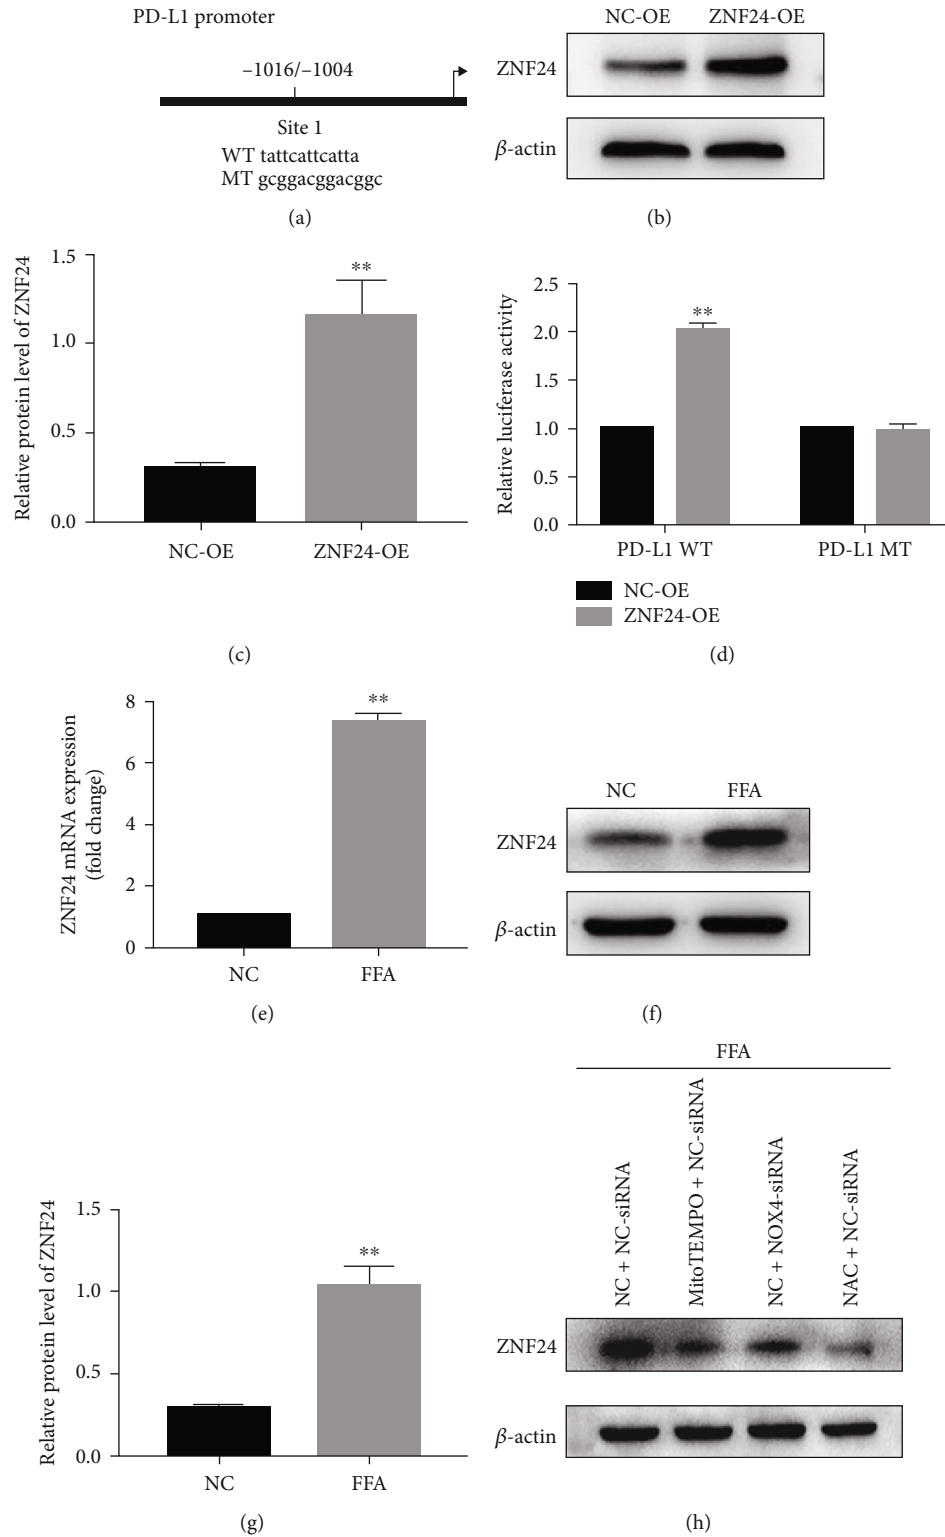 PD-L1 promoter
–1016/–1004
Site 1
WT tattcattcatta
MT gcggacggacggc
(a)
NC-OE ZNF24-OE
ZNF24
β-actin
(b)
Relative protein level of ZNF24
1.5
1.0
0.5
0.0
**
NC-OE ZNF24-OE
(c)
Relative luciferase activity
2.5
2.0
1.5
1.0
0.5
0.0
**
PD-L1 WT PD-L1 MT
NC-OE
ZNF24-OE
(d)
ZNF24 mRNA expression
(fold change)
8
6
4
2
0
**
NC FFA
(e)
NC FFA
ZNF24
β-actin
(f)
Relative protein level of ZNF24
1.5
1.0
0.5
0.0
**
NC FFA
(g)
FFA
NC + NC-siRNA
MitoTEMPO + NC-siRNA
NC + NOX4-siRNA
NAC + NC-siRNA
ZNF24
β-actin
(h)